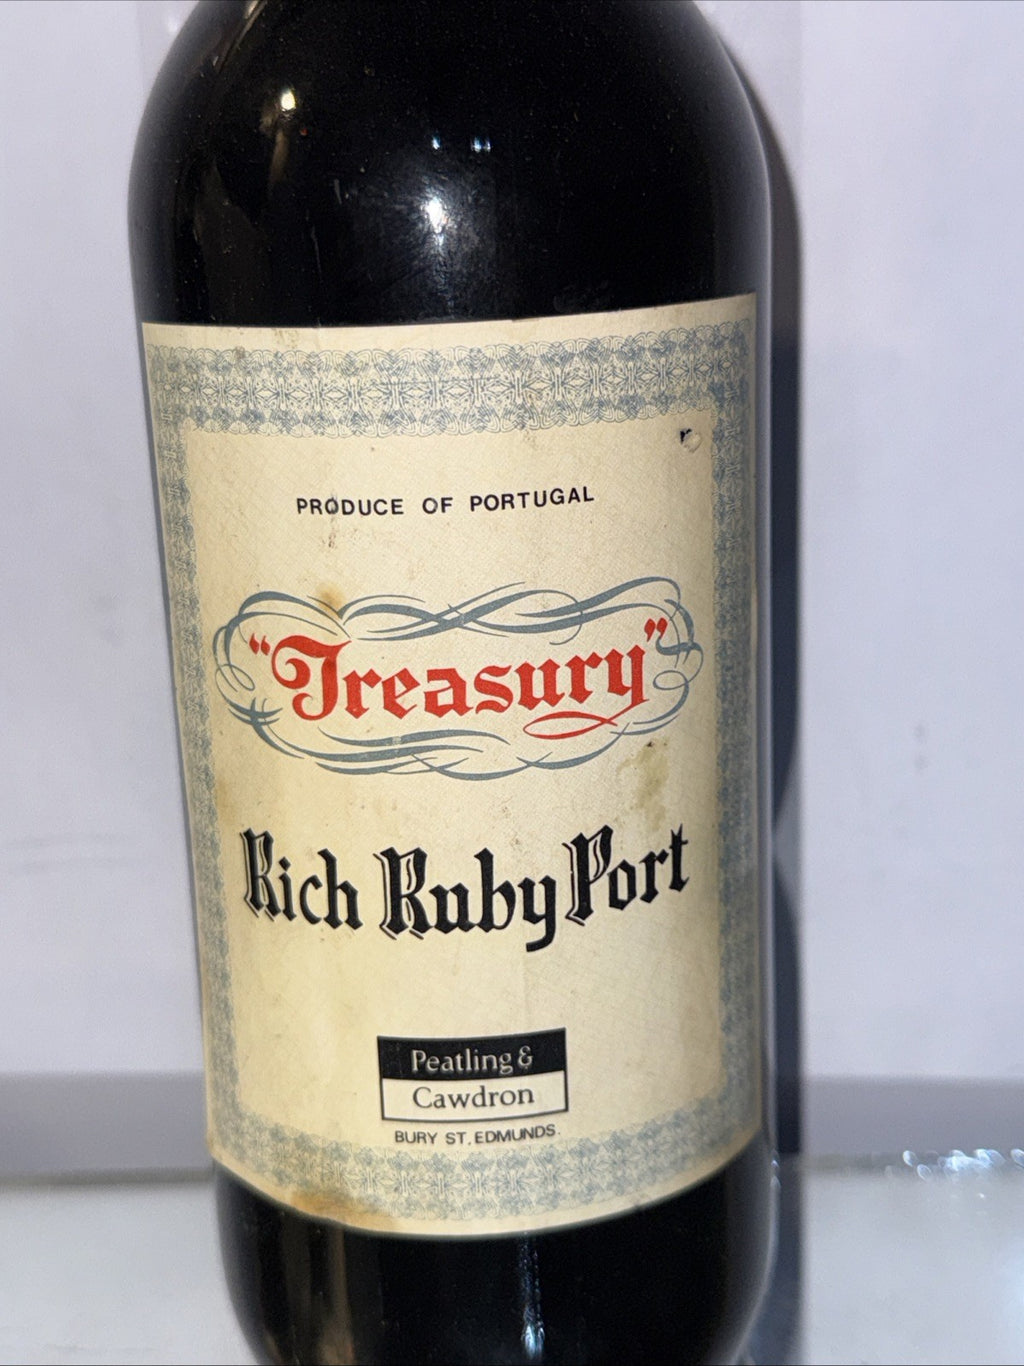 PRODUCE OF PORTUGAL
"Treasury"
Rich Ruby Port
Peatling &
Cawdron
BURY ST. EDMUNDS.